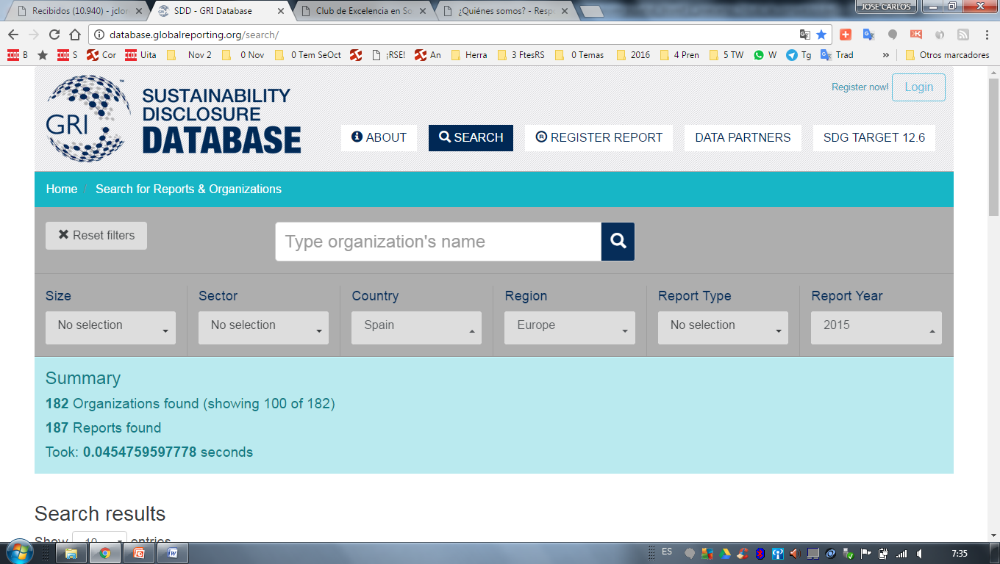 JOSE CARLOS
Recibidos (10.940) - jcloo
SDD - GRI Database
Club de Excelencia en So
¿Quiénes somos? - Resp
database.globalreporting.org/search/
B
S
Cor
Uita
Nov 2
0 Nov
0 Tem SeOct
¡RSE!
An
Herra
3 FtesRS
0 Temas
2016
4 Pren
5 TW
W
Tg
Trad
»
Otros marcadores
GRI
SUSTAINABILITY
DISCLOSURE
DATABASE
Register now!
Login
ABOUT
SEARCH
REGISTER REPORT
DATA PARTNERS
SDG TARGET 12.6
Home / Search for Reports & Organizations
Reset filters
Type organization's name
Size
Sector
Country
Region
Report Type
Report Year
No selection
No selection
Spain
Europe
No selection
2015
Summary
182 Organizations found (showing 100 of 182)
187 Reports found
Took: 0.0454759597778 seconds
Search results
Show 10 entries
ES
7:35